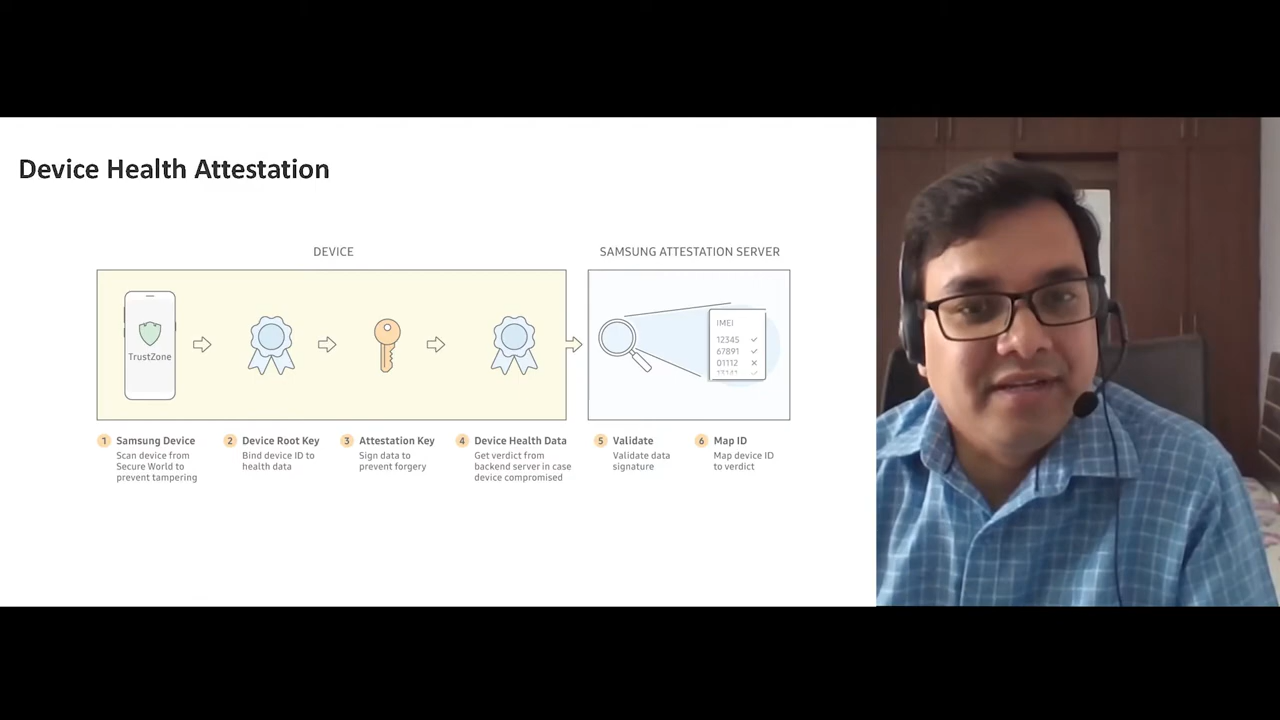 Device Health Attestation
DEVICE
SAMSUNG ATTESTATION SERVER
TrustZone
IMEI
12345
67891
01112
13141
1 Samsung Device
Scan device from
Secure World to
prevent tampering
2 Device Root Key
Bind device ID to
health data
3 Attestation Key
Sign data to
prevent forgery
4 Device Health Data
Get verdict from
backend server in case
device compromised
5 Validate
Validate data
signature
6 Map ID
Map device ID
to verdict